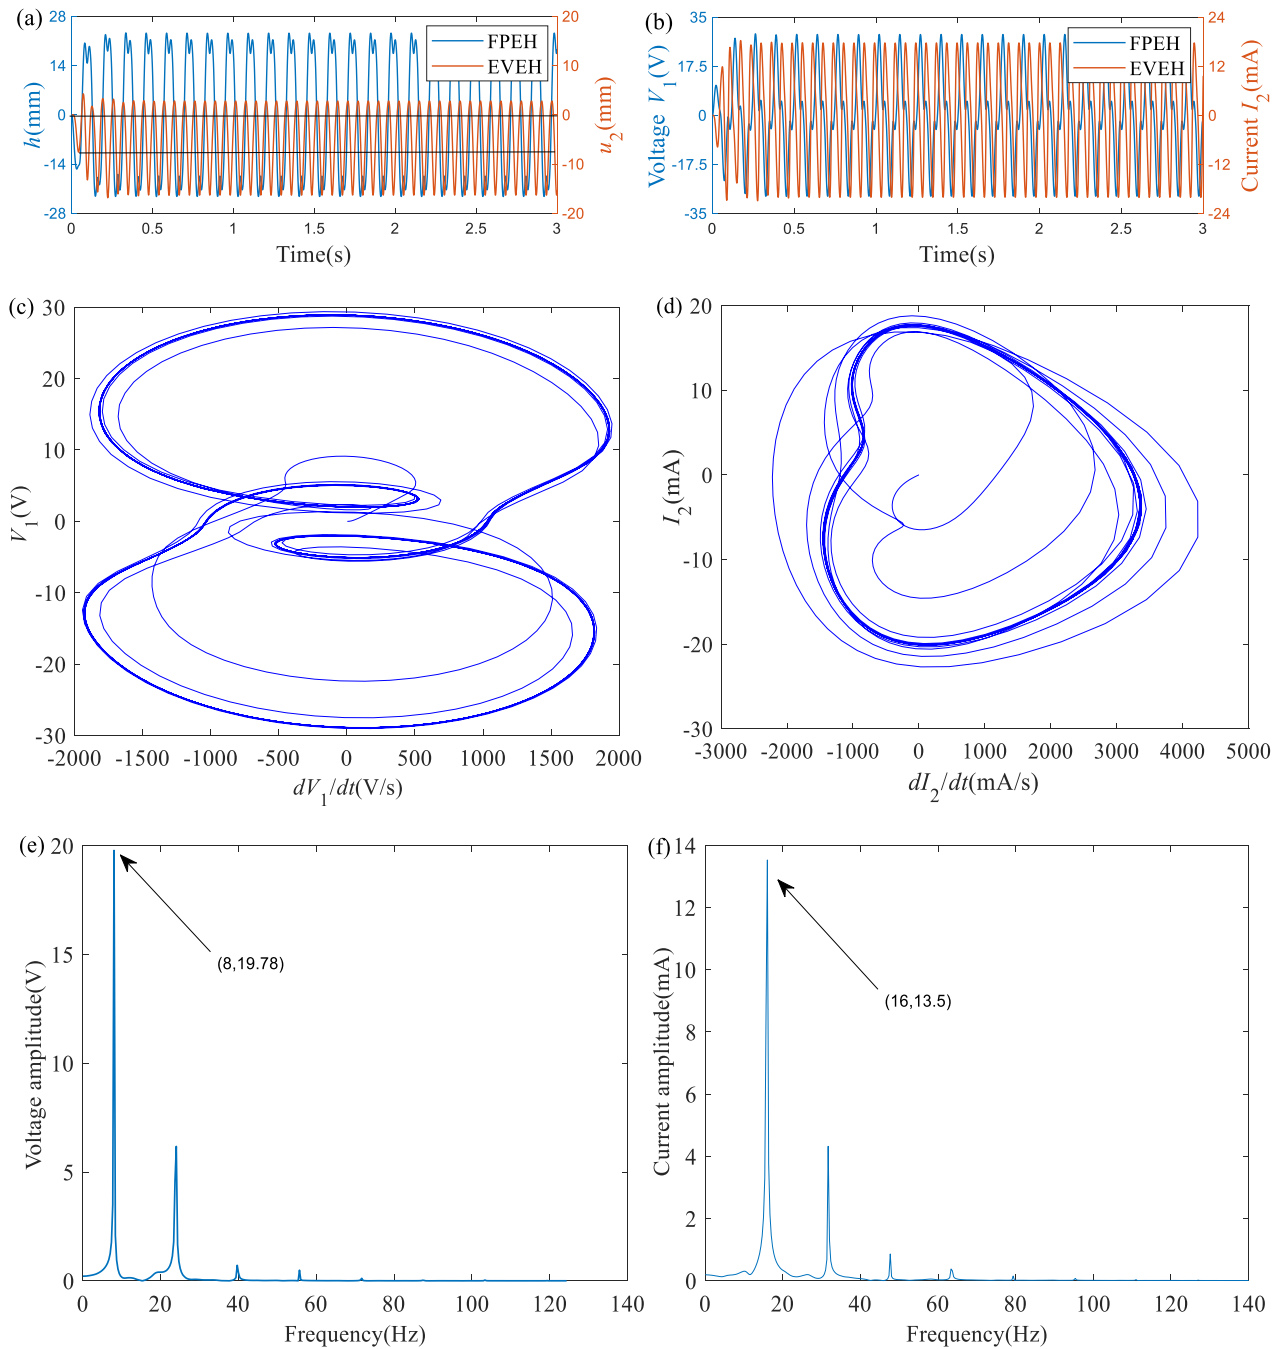 (a)
28
14
0
-14
-28
h(mm)
20
10
0
-10
-20
u2(mm)
FPEH
EVEH
0 0.5 1 1.5 2 2.5 3
Time(s)
(b)
35
17.5
0
-17.5
-35
Voltage V1(V)
24
12
0
-12
-24
Current I2(mA)
FPEH
EVEH
0 0.5 1 1.5 2 2.5 3
Time(s)
(c)
30
20
10
0
-10
-20
-30
V1(V)
-2000 -1500 -1000 -500 0 500 1000 1500 2000
dV1/dt(V/s)
(d)
20
10
0
-10
-20
-30
I2(mA)
-3000 -2000 -1000 0 1000 2000 3000 4000 5000
dI2/dt(mA/s)
(e)
20
15
10
5
0
Voltage amplitude(V)
(8,19.78)
0 20 40 60 80 100 120 140
Frequency(Hz)
(f)
14
12
10
8
6
4
2
0
Current amplitude(mA)
(16,13.5)
0 20 40 60 80 100 120 140
Frequency(Hz)